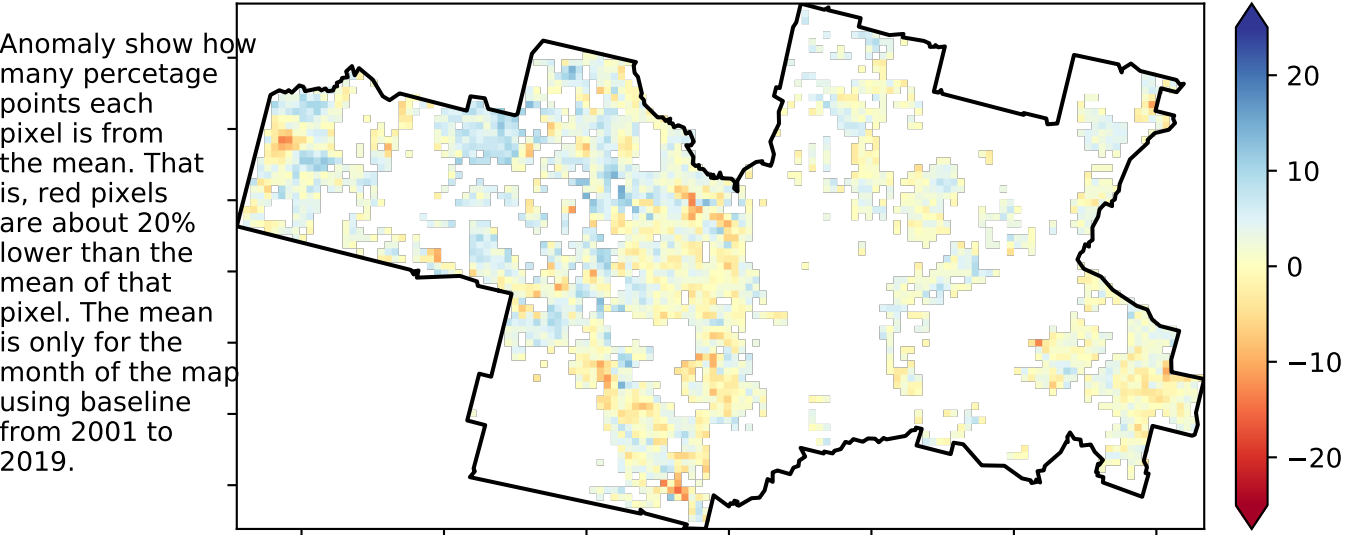 Anomaly show how
many percetage
points each
pixel is from
the mean. That
is, red pixels
are about 20%
lower than the
mean of that
pixel. The mean
is only for the
month of the map
using baseline
from 2001 to
2019.
20
10
0
−10
−20